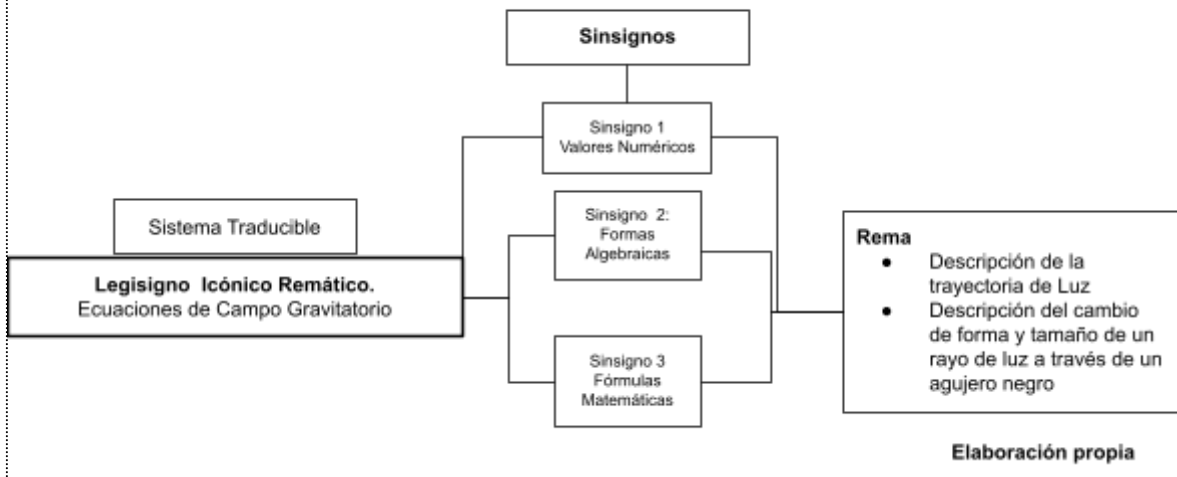 Sinsignos
Sinsigno 1
Valores Numéricos
Sistema Traducible
Legisigno Icónico Remático.
Ecuaciones de Campo Gravitatorio
Sinsigno 2:
Formas
Algebraicas
Sinsigno 3
Fórmulas
Matemáticas
Rema
● Descripción de la
trayectoria de Luz
● Descripción del cambio
de forma y tamaño de un
rayo de luz a través de un
agujero negro
Elaboración propia